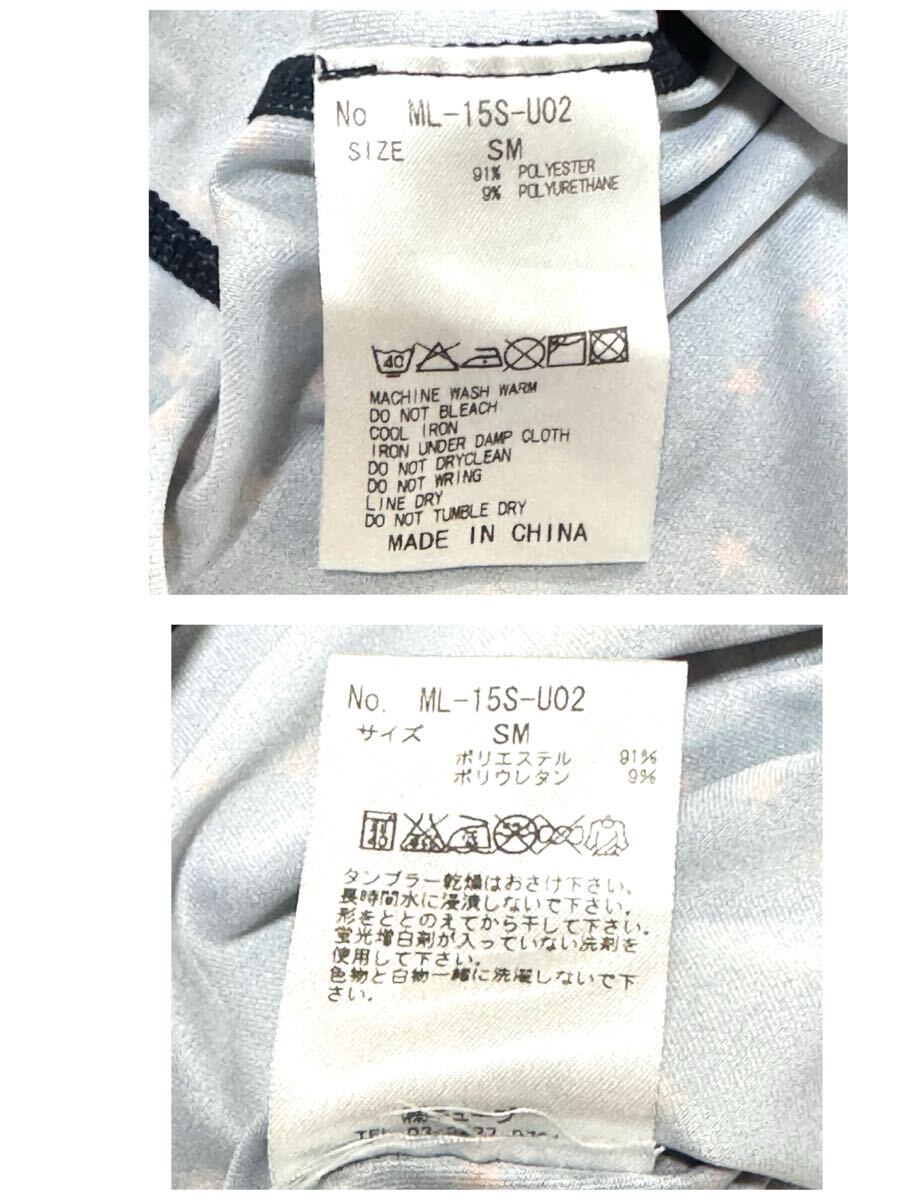 No ML-15S-U02
SIZE SM
91% POLYESTER
9% POLYURETHANE
40
MACHINE WASH WARM
DO NOT BLEACH
COOL IRON
IRON UNDER DAMP CLOTH
DO NOT DRYCLEAN
DO NOT WRING
LINE DRY
DO NOT TUMBLE DRY
MADE IN CHINA
No. ML-15S-U02
サイズ SM
ポリエステル 91%
ポリウレタン 9%
タンブラー乾燥はおさけ下さい。
長時間水に浸漬しないで下さい。
形をととのえてから干して下さい。
蛍光増白剤が入っていない洗剤を
使用して下さい。
色物と白物一緒に洗濯しないで下
さい。
TEL